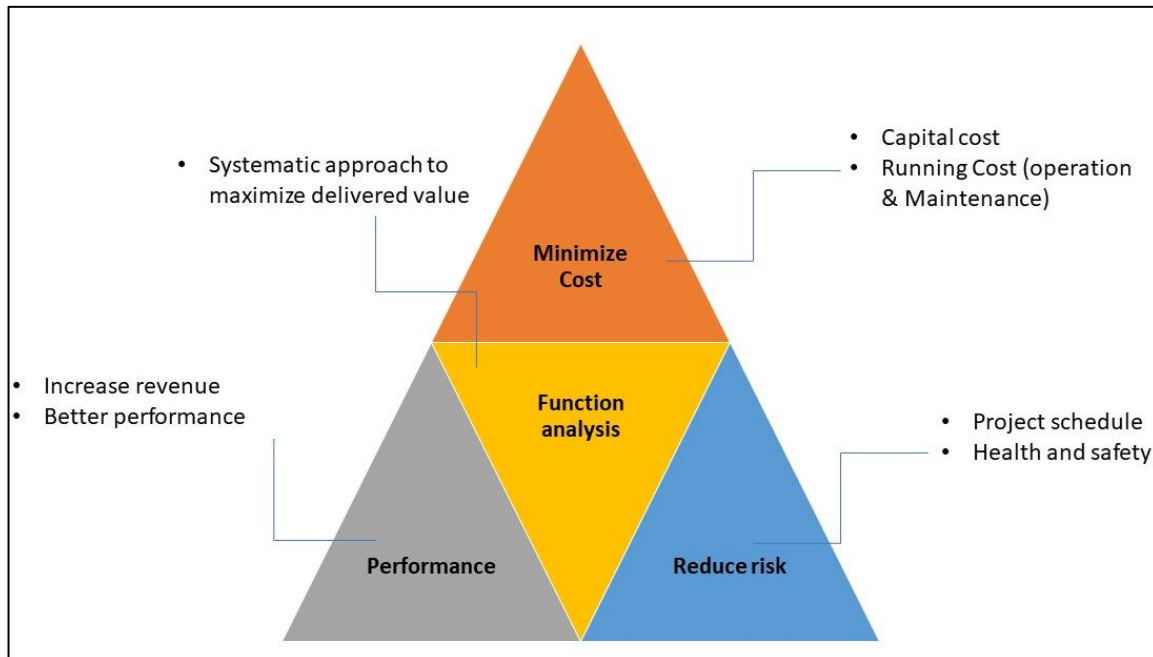 • Capital cost
• Running Cost (operation
& Maintenance)
• Systematic approach to
maximize delivered value
Minimize
Cost
• Increase revenue
• Better performance
Function
analysis
• Project schedule
• Health and safety
Performance
Reduce risk